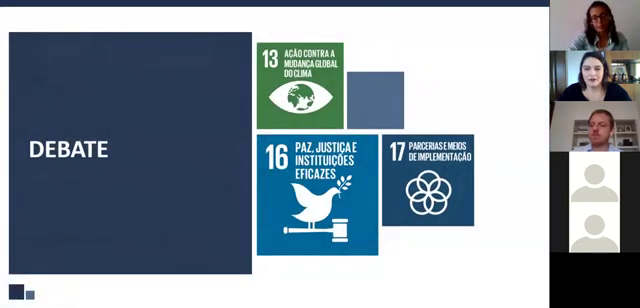 DEBATE
13 AÇÃO CONTRA A
MUDANÇA GLOBAL
DO CLIMA
16 PAZ, JUSTIÇA E
INSTITUIÇÕES
EFICAZES
17 PARCERIAS E MEIOS
DE IMPLEMENTAÇÃO